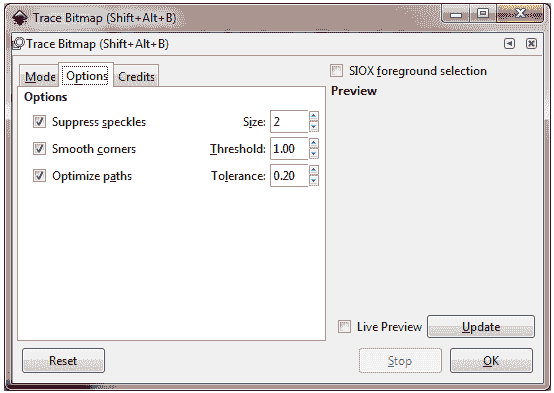 Trace Bitmap (Shift+Alt+B)
Trace Bitmap (Shift+Alt+B)
Mode Options Credits
SIOX foreground selection
Options
Preview
Suppress speckles Size: 2
Smooth corners Threshold: 1.00
Optimize paths Tolerance: 0.20
Live Preview Update
Reset Stop OK